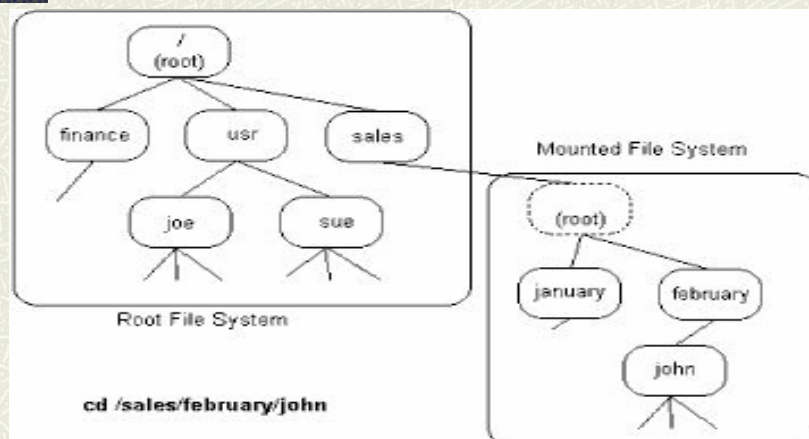 /
(root)
finance
usr
sales
Mounted File System
joe
sue
(root)
january
february
Root File System
john
cd /sales/february/john